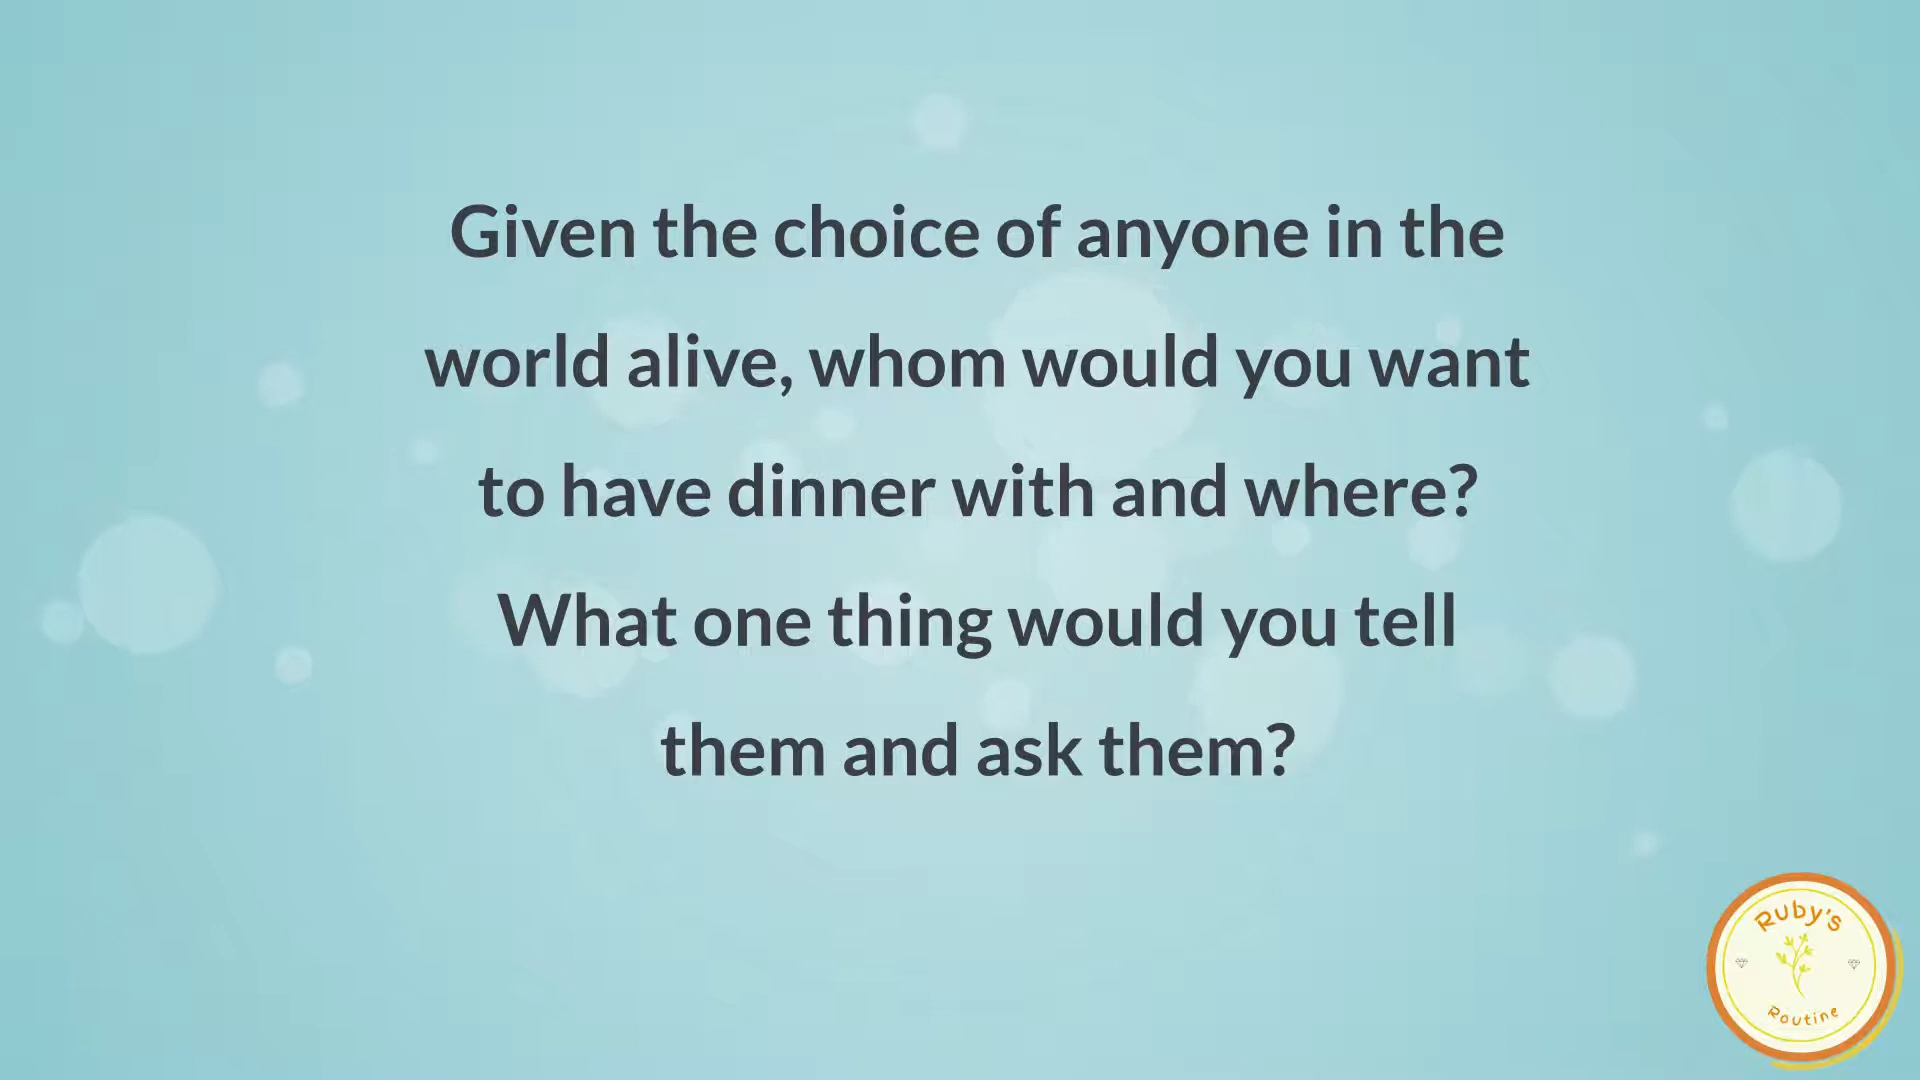 Given the choice of anyone in the
world alive, whom would you want
to have dinner with and where?
What one thing would you tell
them and ask them?
Ruby's
Routine